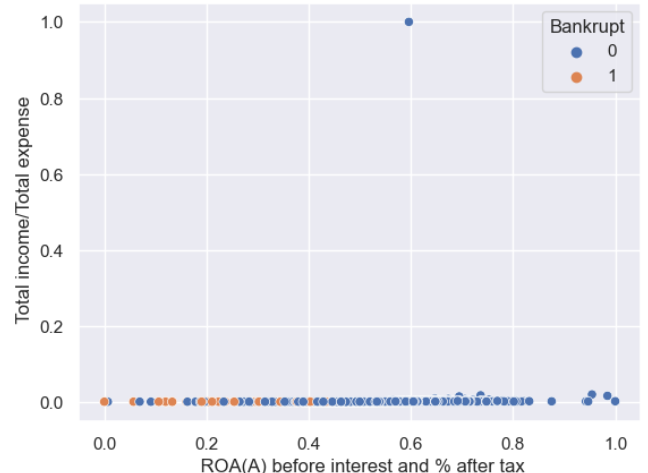 Bankrupt
0
1
1.0
0.8
0.6
0.4
0.2
0.0
Total income/Total expense
0.0 0.2 0.4 0.6 0.8 1.0
ROA(A) before interest and % after tax